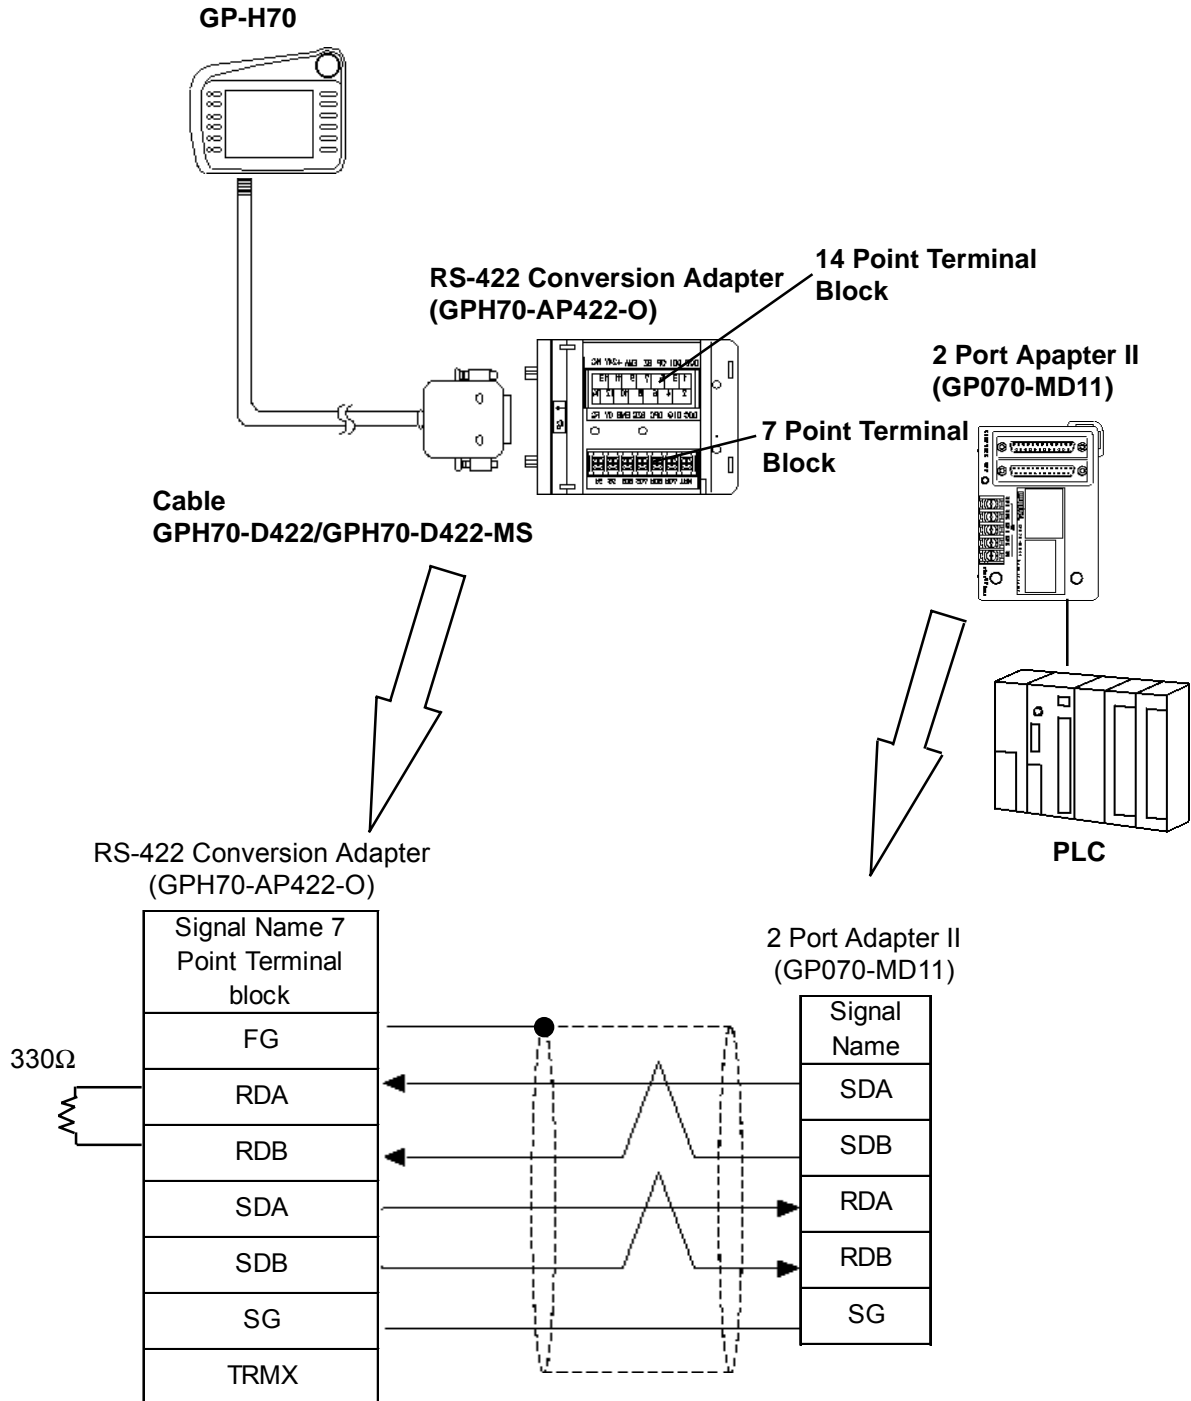 GP-H70
RS-422 Conversion Adapter
(GPH70-AP422-O)
14 Point Terminal
Block
2 Port Apapter II
(GP070-MD11)
7 Point Terminal
Block
Cable
GPH70-D422/GPH70-D422-MS
PLC
RS-422 Conversion Adapter
(GPH70-AP422-O)
Signal Name 7
Point Terminal
block
FG
RDA
RDB
SDA
SDB
SG
TRMX
330Ω
2 Port Adapter II
(GP070-MD11)
Signal
Name
SDA
SDB
RDA
RDB
SG